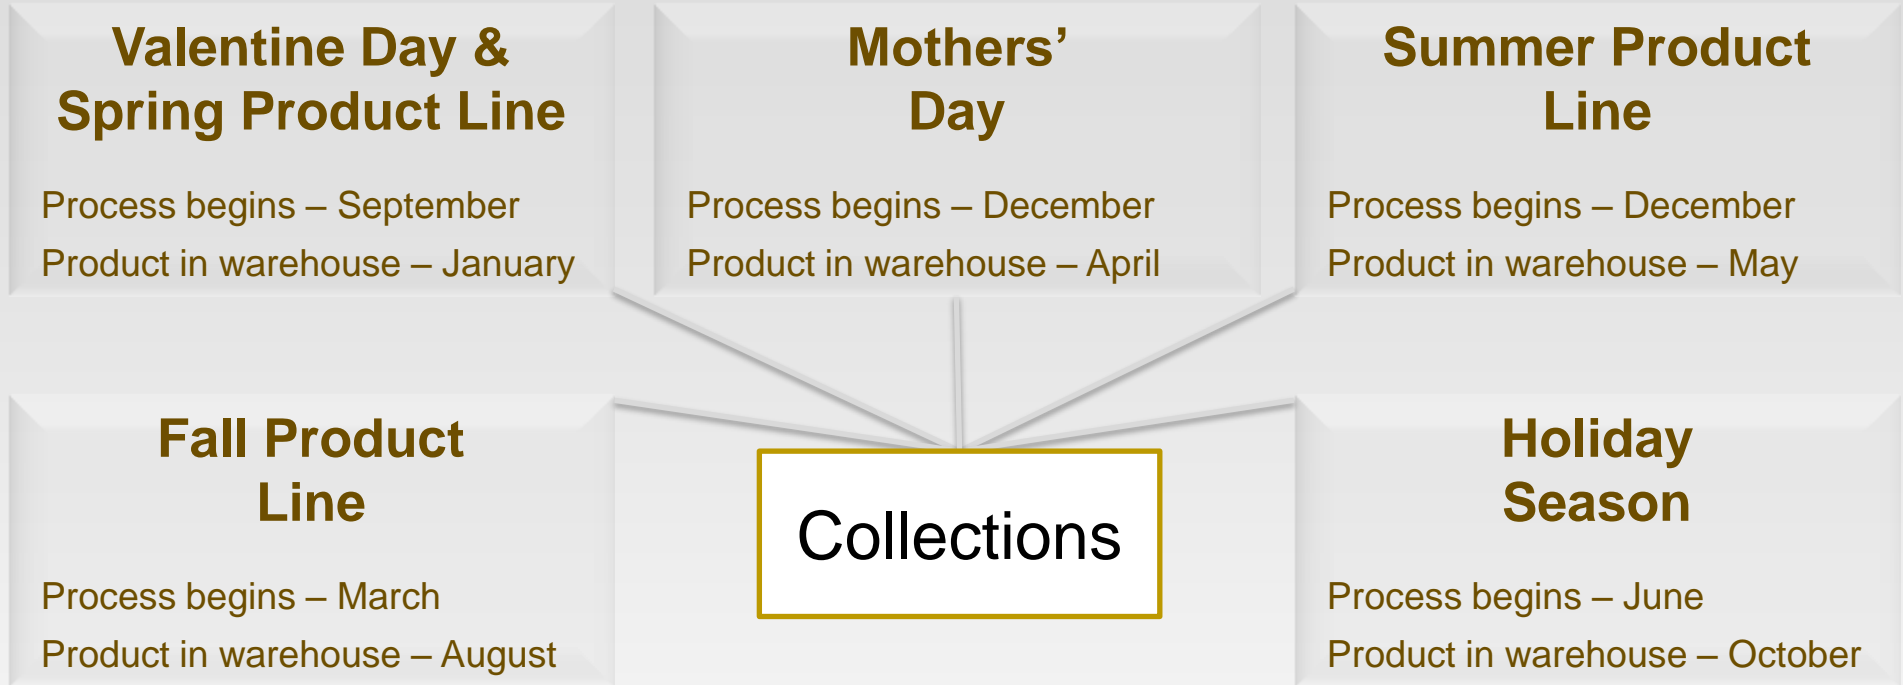 Valentine Day &
Spring Product Line
Process begins – September
Product in warehouse – January
Mothers’
Day
Process begins – December
Product in warehouse – April
Summer Product
Line
Process begins – December
Product in warehouse – May
Fall Product
Line
Process begins – March
Product in warehouse – August
Collections
Holiday
Season
Process begins – June
Product in warehouse – October